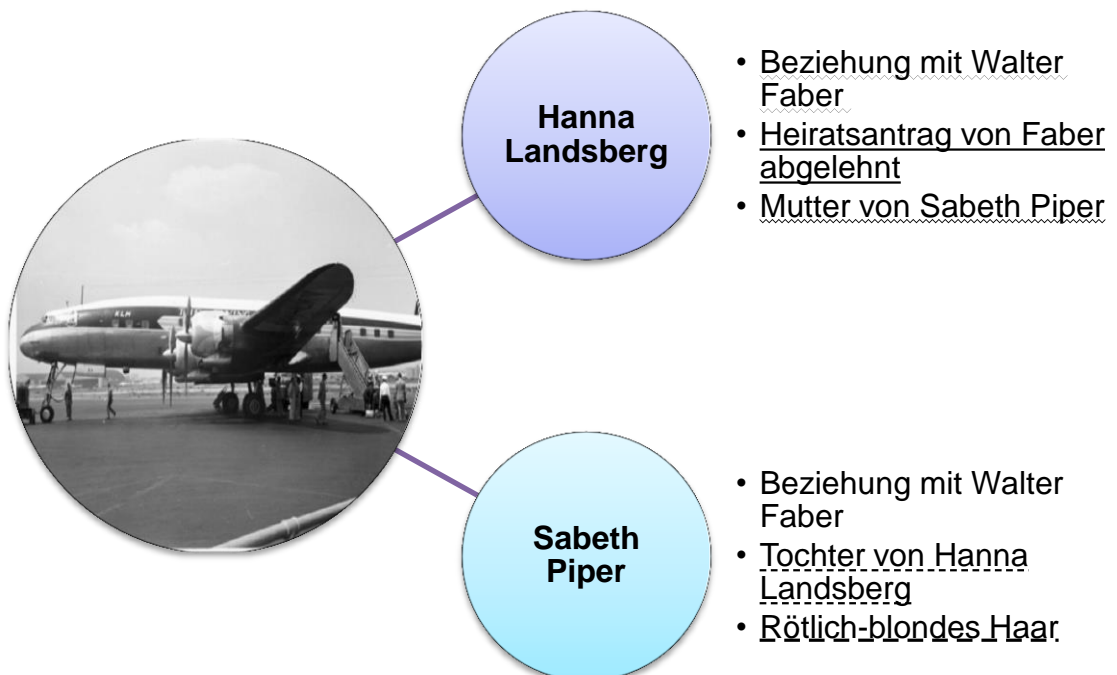 Hanna
Landsberg
• Beziehung mit Walter
Faber
• Heiratsantrag von Faber
abgelehnt
• Mutter von Sabeth Piper
KLM
Sabeth
Piper
• Beziehung mit Walter
Faber
• Tochter von Hanna
Landsberg
• Rötlich-blondes Haar